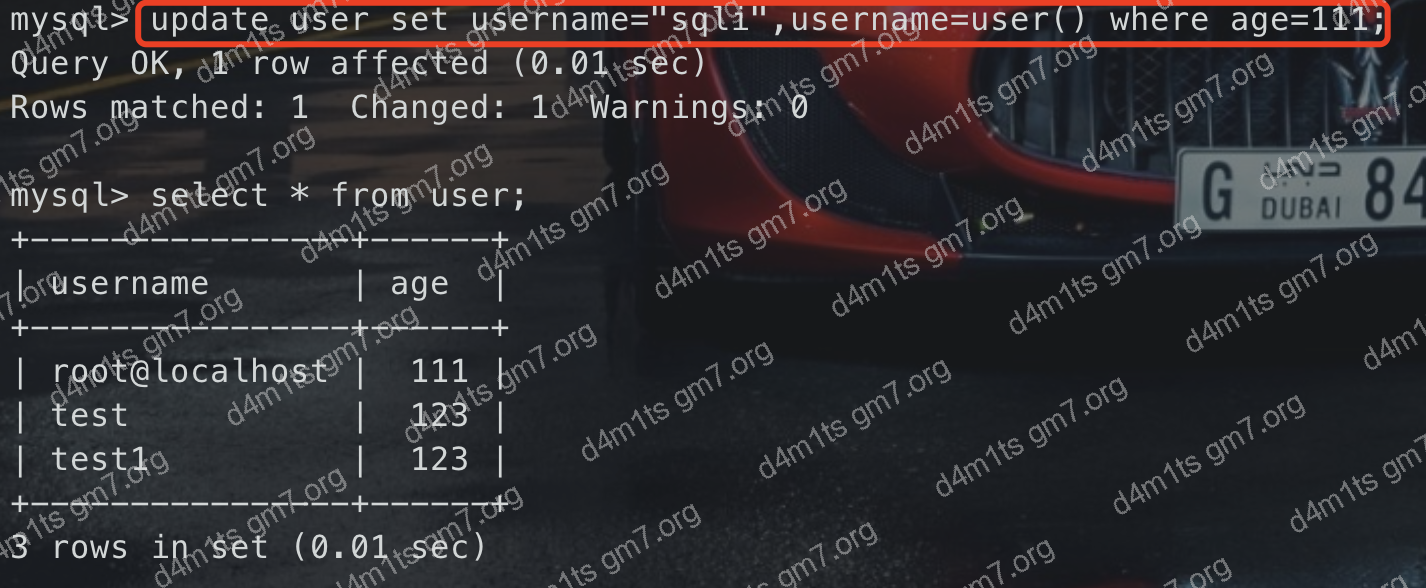 mysql> update user set username="sqli",username=user() where age=111;
Query OK, 1 row affected (0.01 sec)
Rows matched: 1  Changed: 1  Warnings: 0
mysql> select * from user;
+----------------+------+
| username       | age  |
+----------------+------+
| root@localhost |  111 |
| test           |  123 |
| test1          |  123 |
+----------------+------+
3 rows in set (0.01 sec)
G DUBAI 84
d4m1ts gm7.org